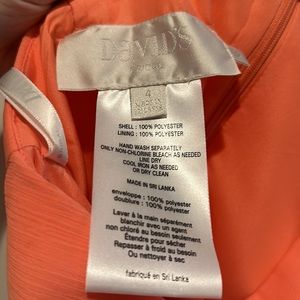 DAVID'S
4
SHELL : 100% POLYESTER
LINING : 100% POLYESTER
HAND WASH SEPARATELY
ONLY NON-CHLORINE BLEACH AS NEEDED
LINE DRY
COOL IRON AS NEEDED
OR DRY CLEAN
MADE IN SRI LANKA
enveloppe : 100% polyester
doublure : 100% polyester
Laver à la main séparément
blanchir avec un agent
non chloré au besoin seulement
Étendre pour sécher
Repasser à froid au besoin
Ou nettoyer à sec
fabriqué en Sri Lanka